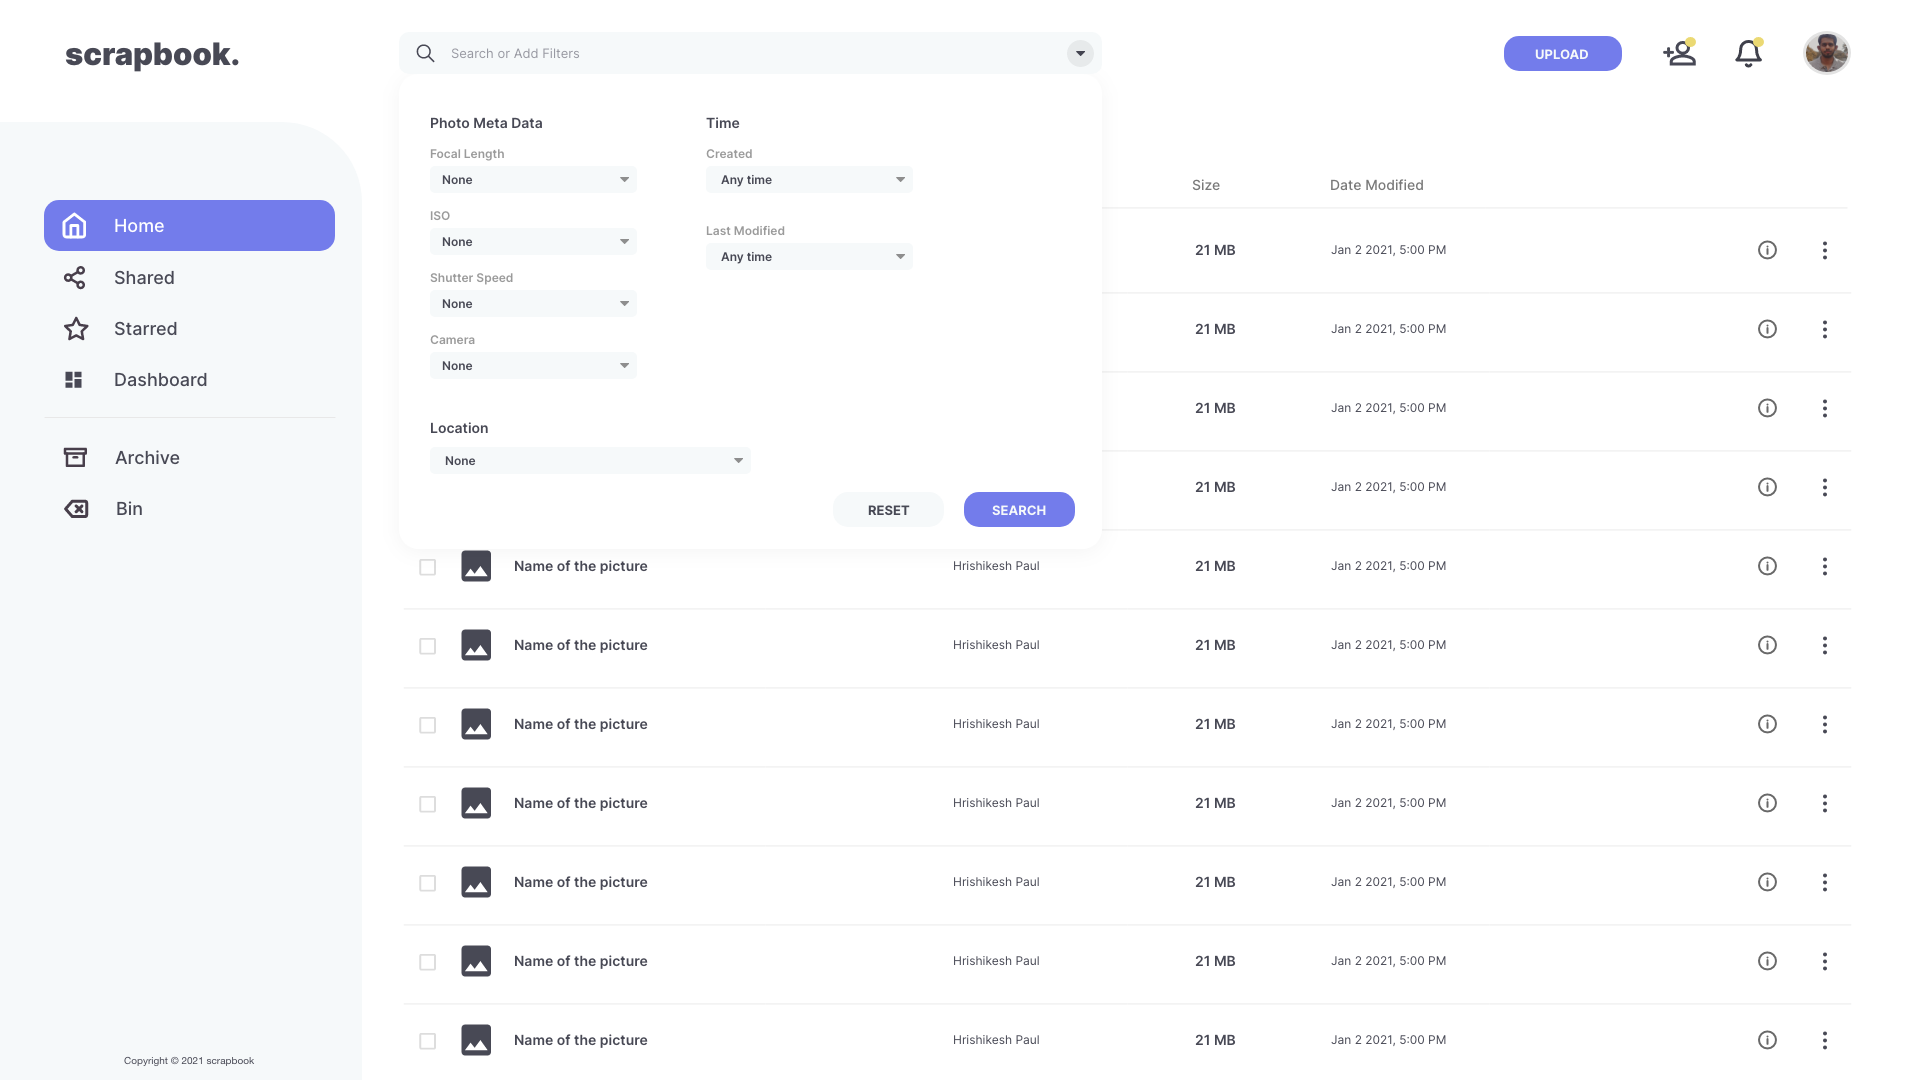 scrapbook.
Search or Add Filters
UPLOAD
Home
Shared
Starred
Dashboard
Archive
Bin
Copyright © 2021 scrapbook
Photo Meta Data
Focal Length
None
ISO
None
Shutter Speed
None
Camera
None
Time
Created
Any time
Last Modified
Any time
Location
None
RESET
SEARCH
Size Date Modified
21 MB Jan 2 2021, 5:00 PM
21 MB Jan 2 2021, 5:00 PM
21 MB Jan 2 2021, 5:00 PM
21 MB Jan 2 2021, 5:00 PM
Name of the picture Hrishikesh Paul 21 MB Jan 2 2021, 5:00 PM
Name of the picture Hrishikesh Paul 21 MB Jan 2 2021, 5:00 PM
Name of the picture Hrishikesh Paul 21 MB Jan 2 2021, 5:00 PM
Name of the picture Hrishikesh Paul 21 MB Jan 2 2021, 5:00 PM
Name of the picture Hrishikesh Paul 21 MB Jan 2 2021, 5:00 PM
Name of the picture Hrishikesh Paul 21 MB Jan 2 2021, 5:00 PM
Name of the picture Hrishikesh Paul 21 MB Jan 2 2021, 5:00 PM